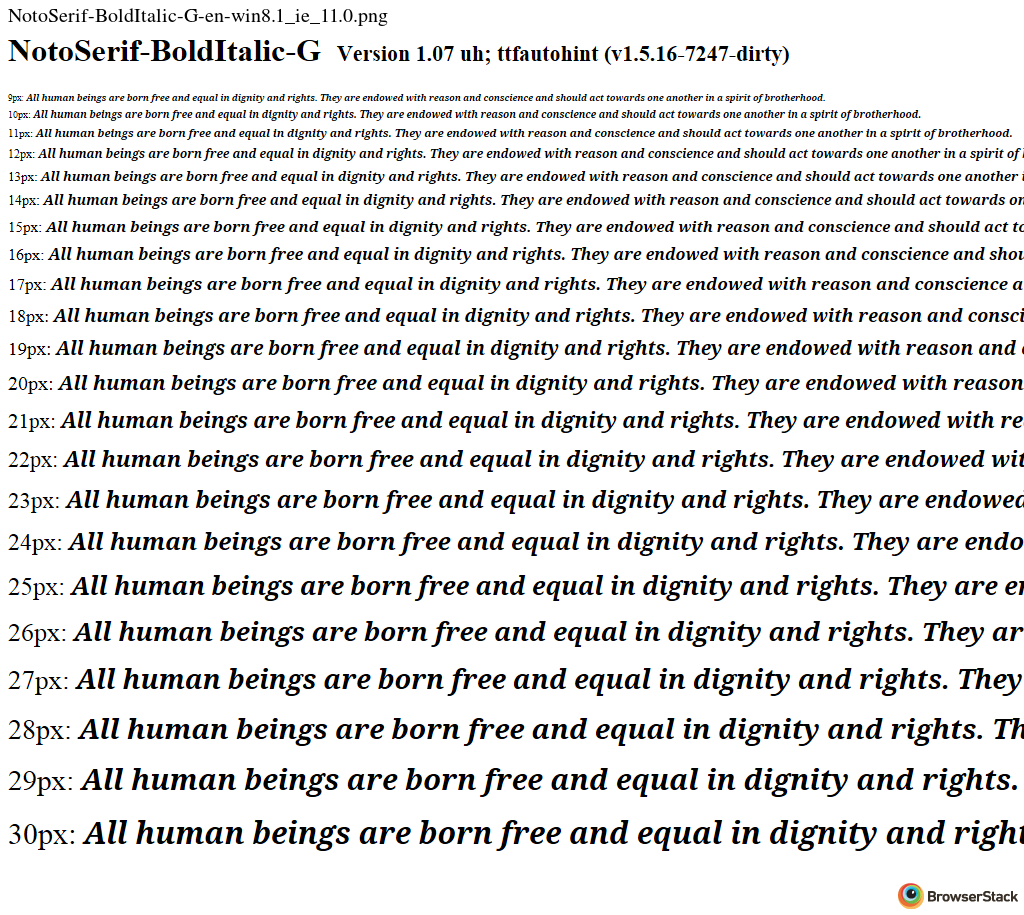 NotoSerif-BoldItalic-G-en-win8.1_ie_11.0.png
NotoSerif-BoldItalic-G Version 1.07 uh; ttfautohint (v1.5.16-7247-dirty)
9px: All human beings are born free and equal in dignity and rights. They are endowed with reason and conscience and should act towards one another in a spirit of brotherhood.
10px: All human beings are born free and equal in dignity and rights. They are endowed with reason and conscience and should act towards one another in a spirit of brotherhood.
11px: All human beings are born free and equal in dignity and rights. They are endowed with reason and conscience and should act towards one another in a spirit of brotherhood.
12px: All human beings are born free and equal in dignity and rights. They are endowed with reason and conscience and should act towards one another in a spirit of
13px: All human beings are born free and equal in dignity and rights. They are endowed with reason and conscience and should act towards one another
14px: All human beings are born free and equal in dignity and rights. They are endowed with reason and conscience and should act towards on
15px: All human beings are born free and equal in dignity and rights. They are endowed with reason and conscience and should act to
16px: All human beings are born free and equal in dignity and rights. They are endowed with reason and conscience and shou
17px: All human beings are born free and equal in dignity and rights. They are endowed with reason and conscience a
18px: All human beings are born free and equal in dignity and rights. They are endowed with reason and consci
19px: All human beings are born free and equal in dignity and rights. They are endowed with reason and
20px: All human beings are born free and equal in dignity and rights. They are endowed with reason
21px: All human beings are born free and equal in dignity and rights. They are endowed with re
22px: All human beings are born free and equal in dignity and rights. They are endowed wit
23px: All human beings are born free and equal in dignity and rights. They are endowed
24px: All human beings are born free and equal in dignity and rights. They are endo
25px: All human beings are born free and equal in dignity and rights. They are en
26px: All human beings are born free and equal in dignity and rights. They ar
27px: All human beings are born free and equal in dignity and rights. They
28px: All human beings are born free and equal in dignity and rights. Th
29px: All human beings are born free and equal in dignity and rights.
30px: All human beings are born free and equal in dignity and right
BrowserStack